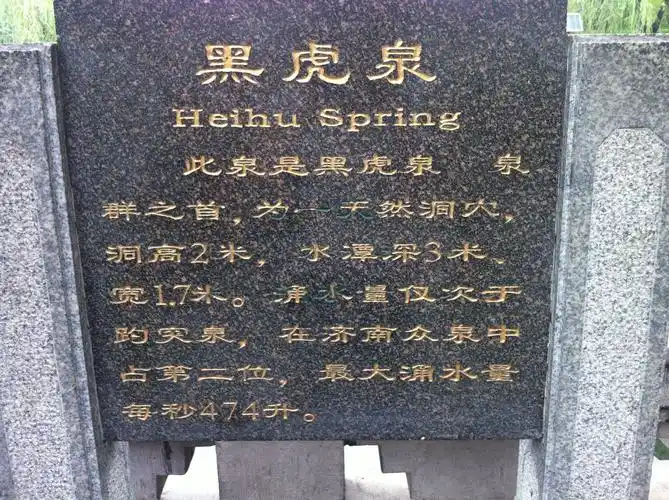 黑虎泉
Heihu Spring
此泉是黑虎泉 泉
群之首，为一天然洞穴，
洞高2米，水潭深3米、
宽1.7米。涌水量仅次于
趵突泉，在济南众泉中
占第二位，最大涌水量
每秒474升。